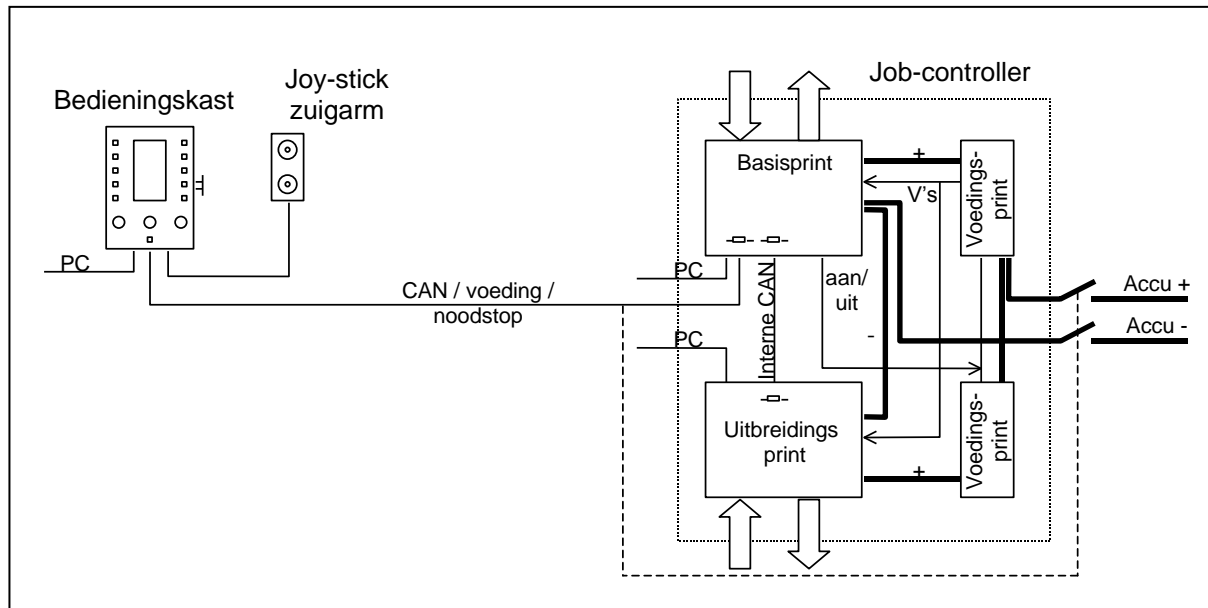 Bedieningskast
Joy-stick
zuigarm
PC
CAN / voeding /
noodstop
Job-controller
Basisprint
+
V's
Voedings-
print
PC
aan/
uit
Interne CAN
-
PC
Accu +
Accu -
Uitbreidings
print
+
Voedings-
print